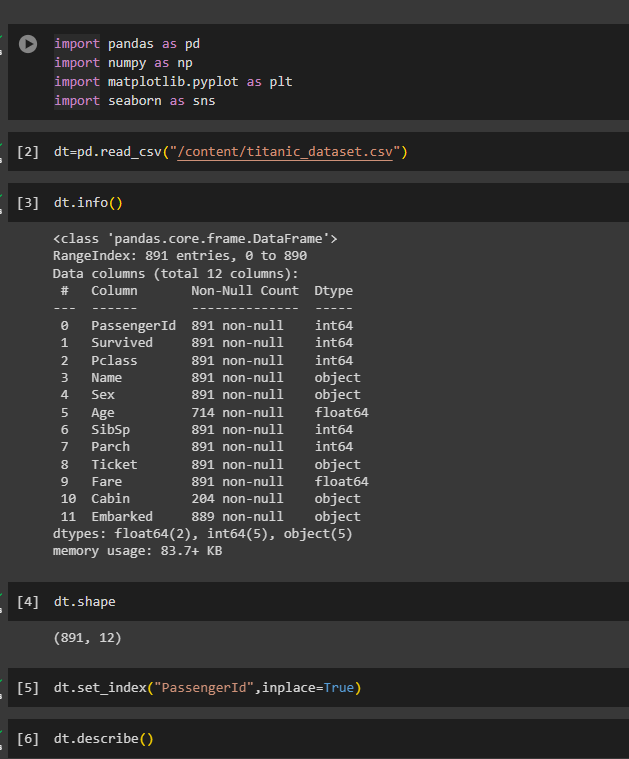 import pandas as pd
import numpy as np
import matplotlib.pyplot as plt
import seaborn as sns
[2] dt=pd.read_csv("/content/titanic_dataset.csv")
[3] dt.info()
<class 'pandas.core.frame.DataFrame'>
RangeIndex: 891 entries, 0 to 890
Data columns (total 12 columns):
 #   Column       Non-Null Count  Dtype
---  ------       --------------  -----
 0   PassengerId  891 non-null    int64
 1   Survived     891 non-null    int64
 2   Pclass       891 non-null    int64
 3   Name         891 non-null    object
 4   Sex          891 non-null    object
 5   Age          714 non-null    float64
 6   SibSp        891 non-null    int64
 7   Parch        891 non-null    int64
 8   Ticket       891 non-null    object
 9   Fare         891 non-null    float64
 10  Cabin        204 non-null    object
 11  Embarked     889 non-null    object
dtypes: float64(2), int64(5), object(5)
memory usage: 83.7+ KB
[4] dt.shape
(891, 12)
[5] dt.set_index("PassengerId",inplace=True)
[6] dt.describe()